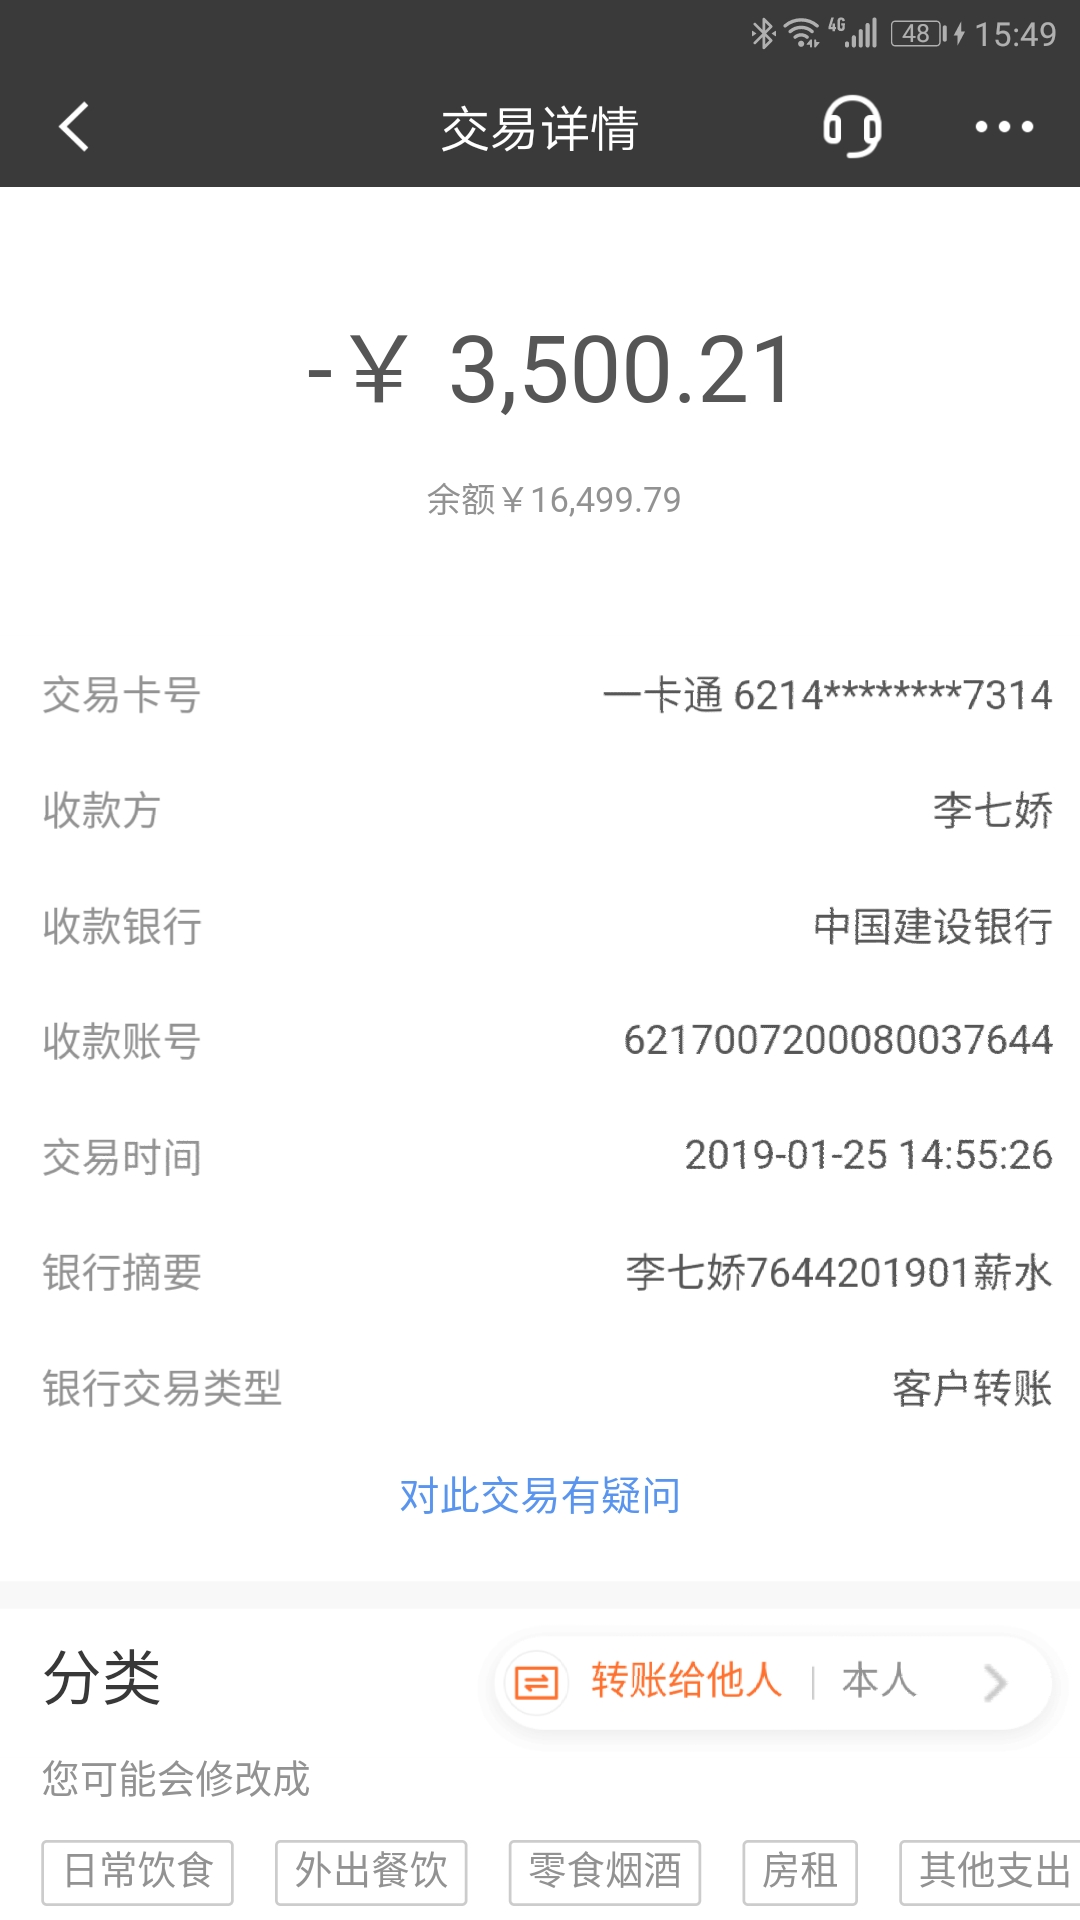 4G 48 15:49
交易详情
-￥ 3,500.21
余额￥16,499.79
交易卡号 一卡通 6214********7314
收款方 李七娇
收款银行 中国建设银行
收款账号 6217007200080037644
交易时间 2019-01-25 14:55:26
银行摘要 李七娇7644201901薪水
银行交易类型 客户转账
对此交易有疑问
分类 转账给他人 | 本人
您可能会修改成
日常饮食 外出餐饮 零食烟酒 房租 其他支出